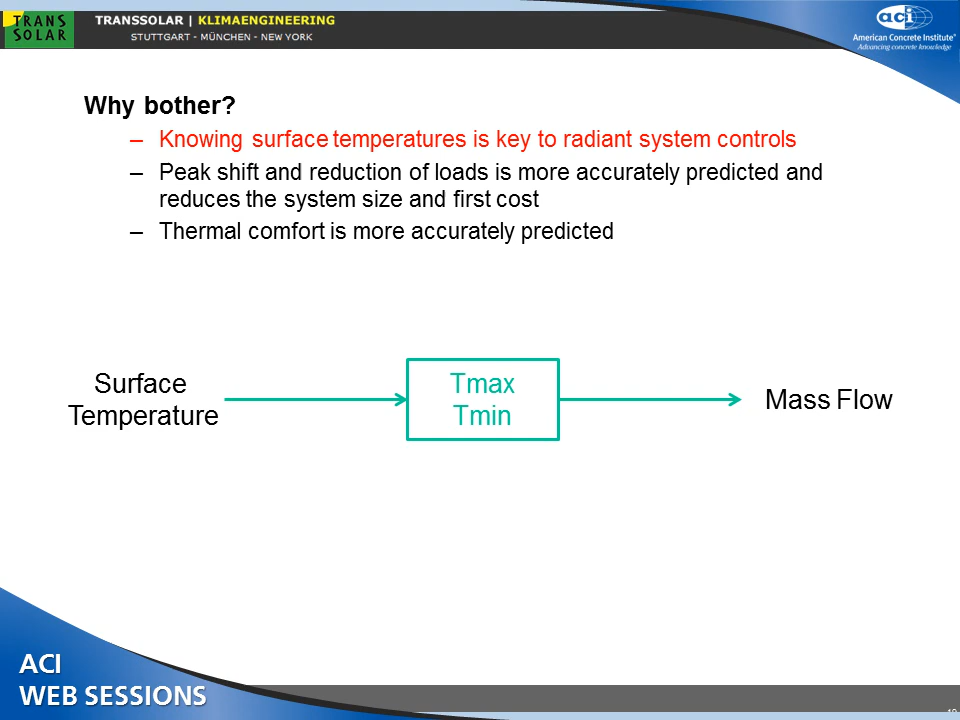 TRANS
SOLAR
TRANSSOLAR | KLIMAENGINEERING
STUTTGART - MÜNCHEN - NEW YORK
aci
American Concrete Institute®
Advancing concrete knowledge
Why bother?
– Knowing surface temperatures is key to radiant system controls
– Peak shift and reduction of loads is more accurately predicted and
reduces the system size and first cost
– Thermal comfort is more accurately predicted
Surface
Temperature
Tmax
Tmin
Mass Flow
ACI
WEB SESSIONS